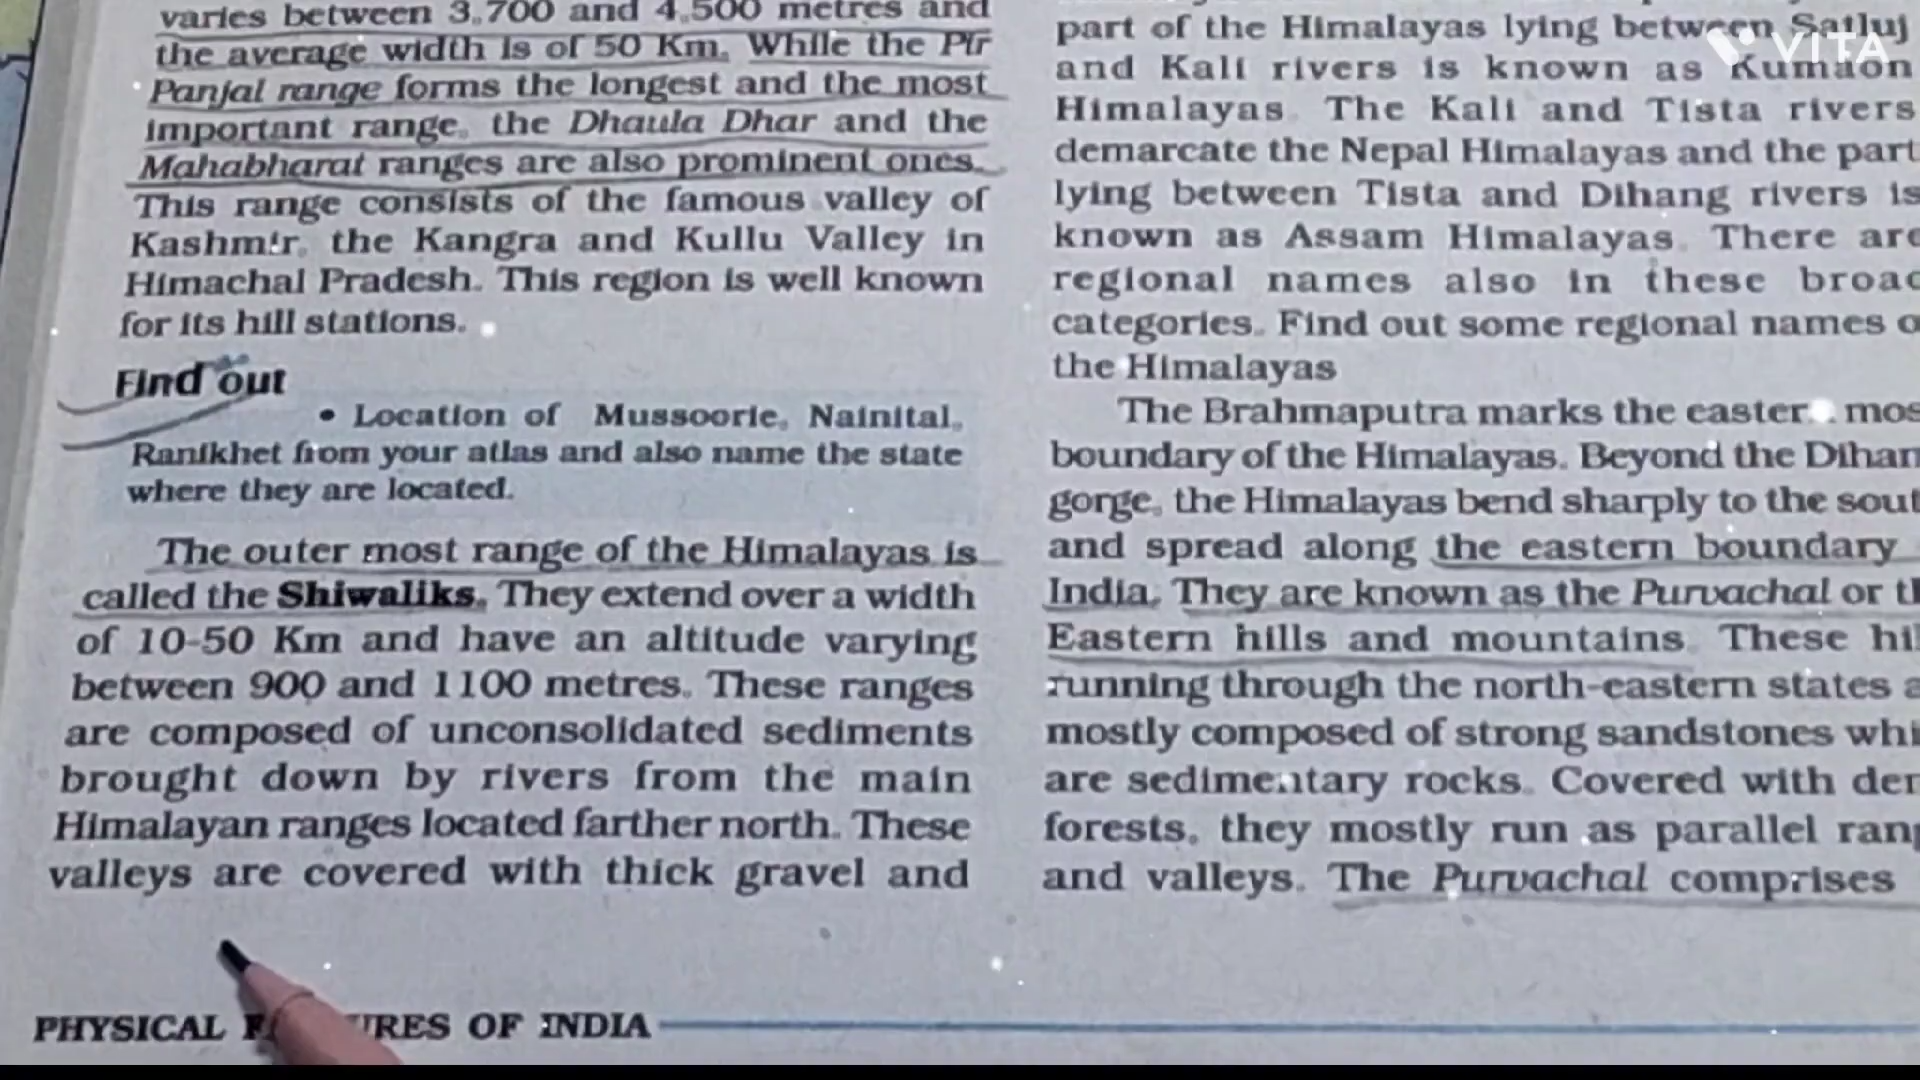 varies between 3,700 and 4,500 metres and
the average width is of 50 Km. While the Pir
Panjal range forms the longest and the most
important range, the Dhaula Dhar and the
Mahabharat ranges are also prominent ones.
This range consists of the famous valley of
Kashmir, the Kangra and Kullu Valley in
Himachal Pradesh. This region is well known
for its hill stations.
Find out
• Location of Mussoorie, Nainital,
Ranikhet from your atlas and also name the state
where they are located.
The outer most range of the Himalayas is
called the Shiwaliks. They extend over a width
of 10-50 Km and have an altitude varying
between 900 and 1100 metres. These ranges
are composed of unconsolidated sediments
brought down by rivers from the main
Himalayan ranges located farther north. These
valleys are covered with thick gravel and
PHYSICAL OF INDIA
part of the Himalayas lying between Satluj
and Kali rivers is known as Kumaon
Himalayas. The Kali and Tista rivers
demarcate the Nepal Himalayas and the part
lying between Tista and Dihang rivers is
known as Assam Himalayas. There are
regional names also in these broad
categories. Find out some regional names o
the Himalayas
The Brahmaputra marks the easter mos
boundary of the Himalayas. Beyond the Dihan
gorge, the Himalayas bend sharply to the sout
and spread along the eastern boundary
India. They are known as the Purvachal or th
Eastern hills and mountains. These hil
running through the north-eastern states a
mostly composed of strong sandstones whi
are sedimentary rocks. Covered with den
forests, they mostly run as parallel rang
and valleys. The Purvachal comprises
VITA